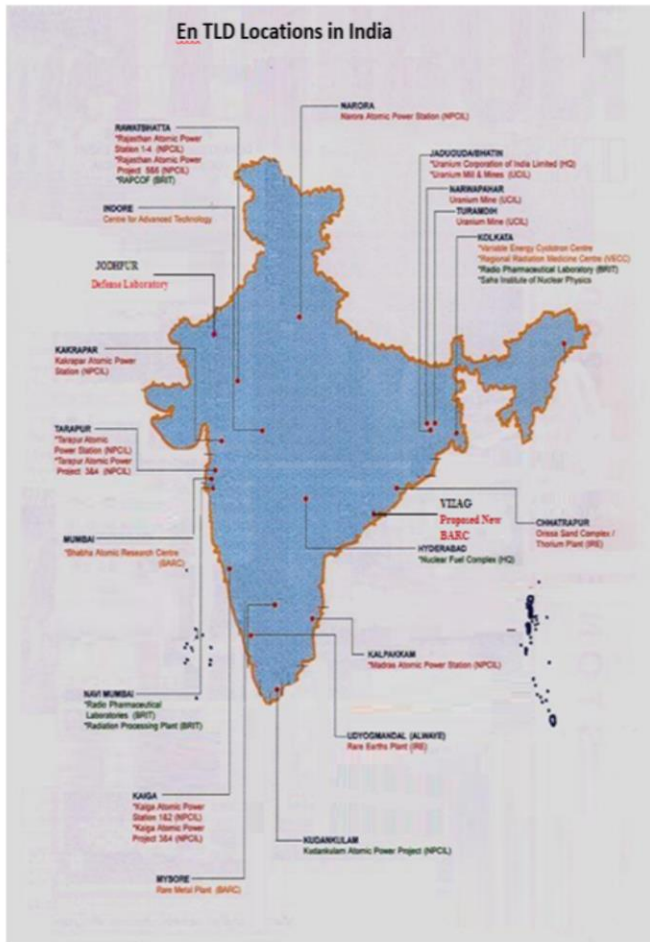 En TLD Locations in India
NARORA
Narora Atomic Power Station (NPCIL)
RAWATBHATTA
*Rajasthan Atomic Power
Station 1-4 (NPCIL)
*Rajasthan Atomic Power
Project 5&6 (NPCIL)
*RAPCOF (BRIT)
JADUGUDA/BHATIN
*Uranium Corporation of India Limited (HQ)
*Uranium Mill & Mines (UCIL)
NARWAPAHAR
Uranium Mine (UCIL)
TURAMDIH
Uranium Mine (UCIL)
INDORE
Centre for Advanced Technology
KOLKATA
*Variable Energy Cyclotron Centre
*Regional Radiation Medicine Centre (VECC)
*Radio Pharmaceutical Laboratory (BRIT)
*Saha Institute of Nuclear Physics
JODHPUR
Defense Laboratory
KAKRAPAR
Kakrapar Atomic Power
Station (NPCIL)
TARAPUR
*Tarapur Atomic
Power Station (NPCIL)
*Tarapur Atomic Power
Project 3&4 (NPCIL)
VIZAG
Proposed New
BARC
CHHATRAPUR
Orissa Sand Complex /
Thorium Plant (IRE)
MUMBAI
*Bhabha Atomic Research Centre
(BARC)
HYDERABAD
*Nuclear Fuel Complex (HQ)
KALPAKKAM
*Madras Atomic Power Station (NPCIL)
NAVI MUMBAI
*Radio Pharmaceutical
Laboratories (BRIT)
*Radiation Processing Plant (BRIT)
UDYOGMANDAL (ALWAYE)
Rare Earths Plant (IRE)
KAIGA
*Kaiga Atomic Power
Station 1&2 (NPCIL)
*Kaiga Atomic Power
Project 3&4 (NPCIL)
KUDANKULAM
Kudankulam Atomic Power Project (NPCIL)
MYSORE
Rare Metal Plant (BARC)